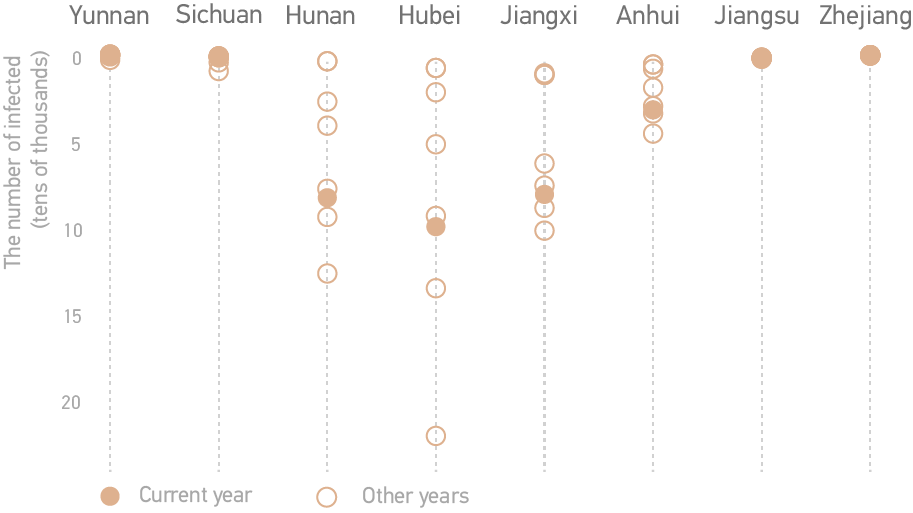 Yunnan Sichuan Hunan Hubei Jiangxi Anhui Jiangsu Zhejiang
The number of infected
(tens of thousands)
0
5
10
15
20
Current year Other years